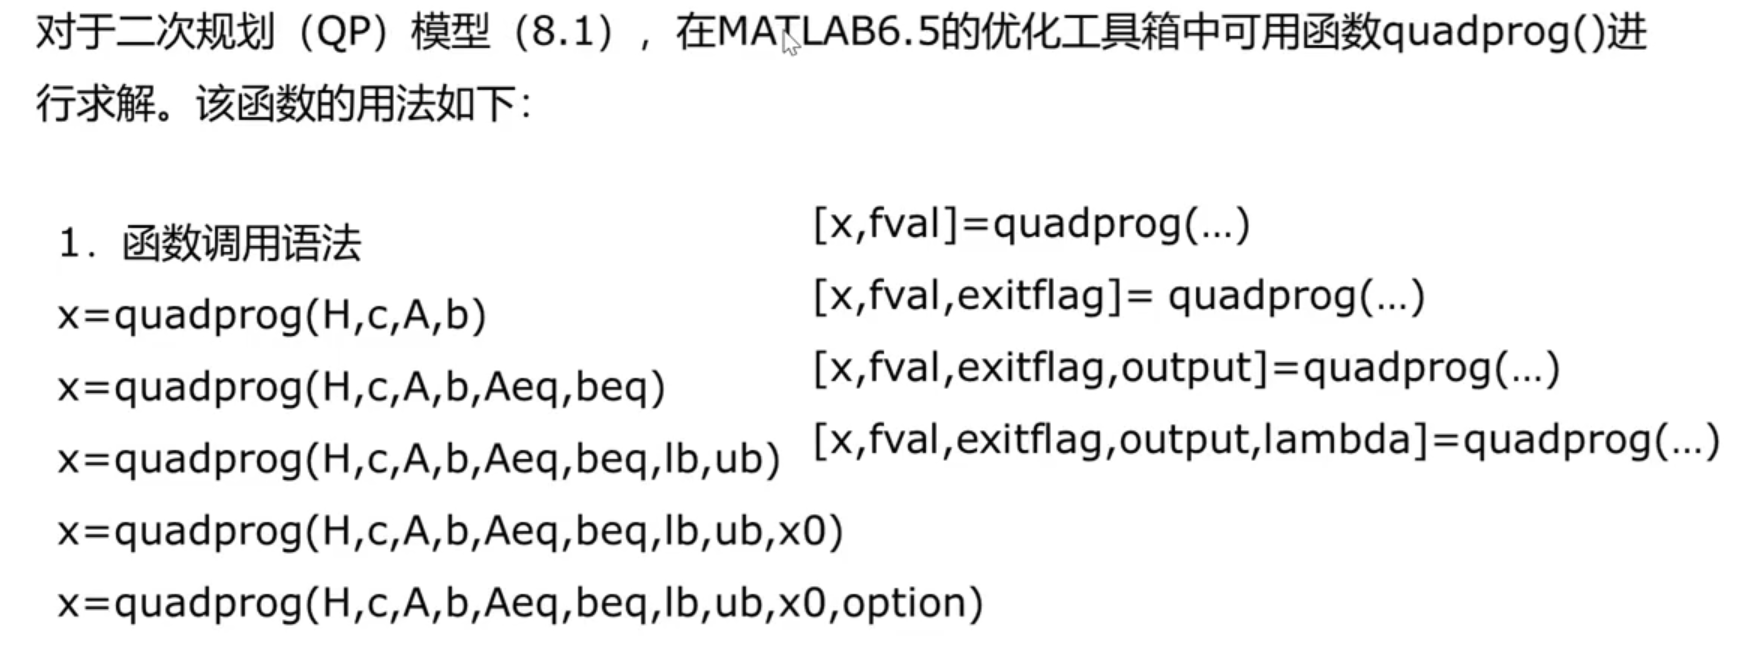 对于二次规划（QP）模型（8.1），在MATLAB6.5的优化工具箱中可用函数quadprog()进
行求解。该函数的用法如下：
1．函数调用语法
x=quadprog(H,c,A,b)
x=quadprog(H,c,A,b,Aeq,beq)
x=quadprog(H,c,A,b,Aeq,beq,lb,ub)
x=quadprog(H,c,A,b,Aeq,beq,lb,ub,x0)
x=quadprog(H,c,A,b,Aeq,beq,lb,ub,x0,option)
[x,fval]=quadprog(…)
[x,fval,exitflag]= quadprog(…)
[x,fval,exitflag,output]=quadprog(…)
[x,fval,exitflag,output,lambda]=quadprog(…)